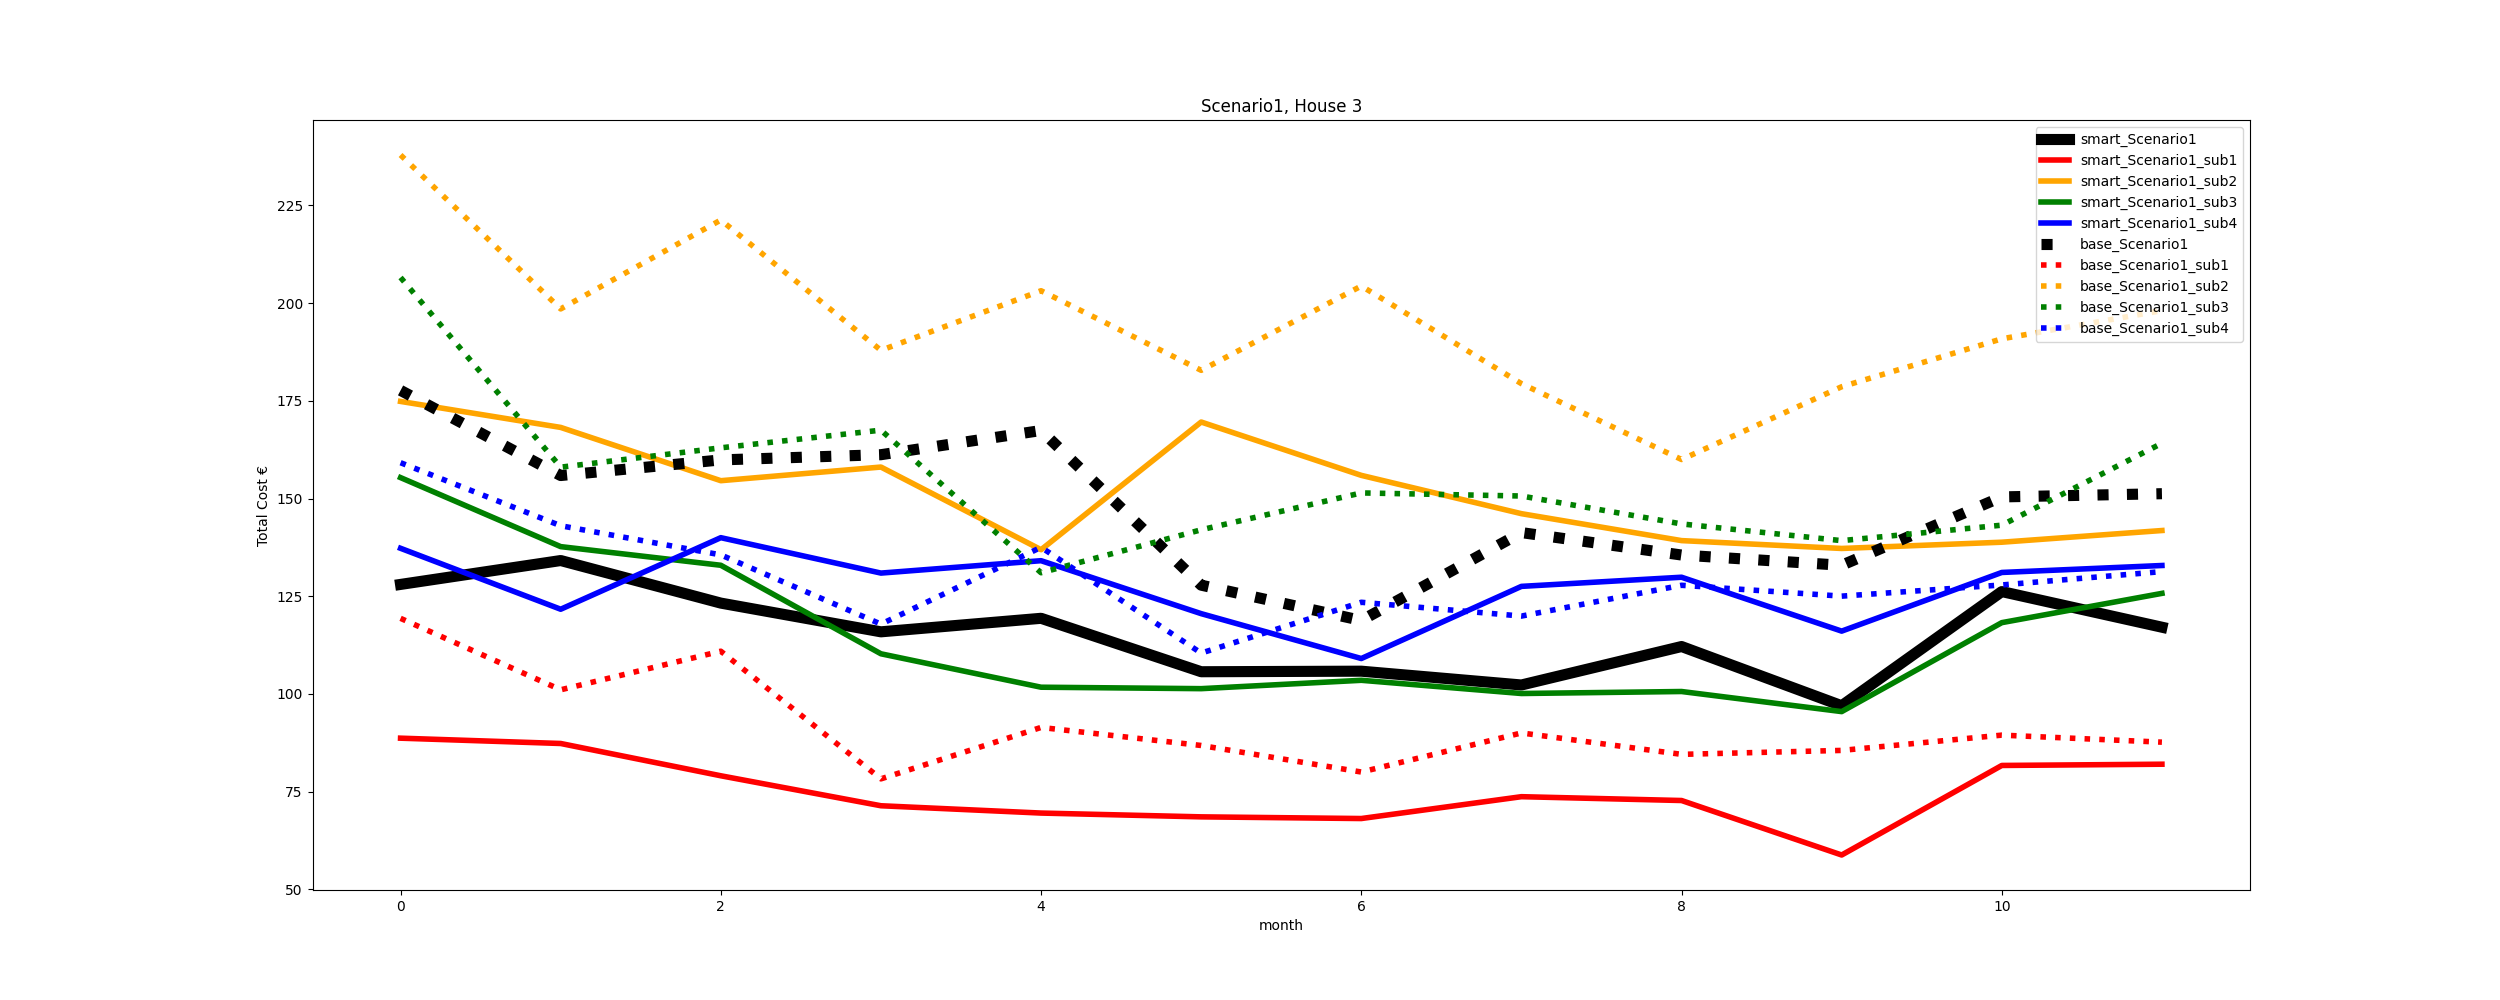 Scenario1, House 3
Total Cost €
225
200
175
150
125
100
75
50
0 2 4 6 8 10
month
smart_Scenario1
smart_Scenario1_sub1
smart_Scenario1_sub2
smart_Scenario1_sub3
smart_Scenario1_sub4
base_Scenario1
base_Scenario1_sub1
base_Scenario1_sub2
base_Scenario1_sub3
base_Scenario1_sub4